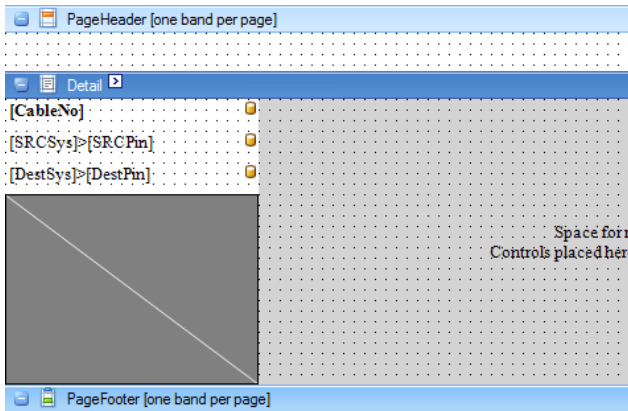 PageHeader [one band per page]
Detail
[CableNo]
[SRCSys]>[SRCPin]
[DestSys]>[DestPin]
Space for
Controls placed her
PageFooter [one band per page]